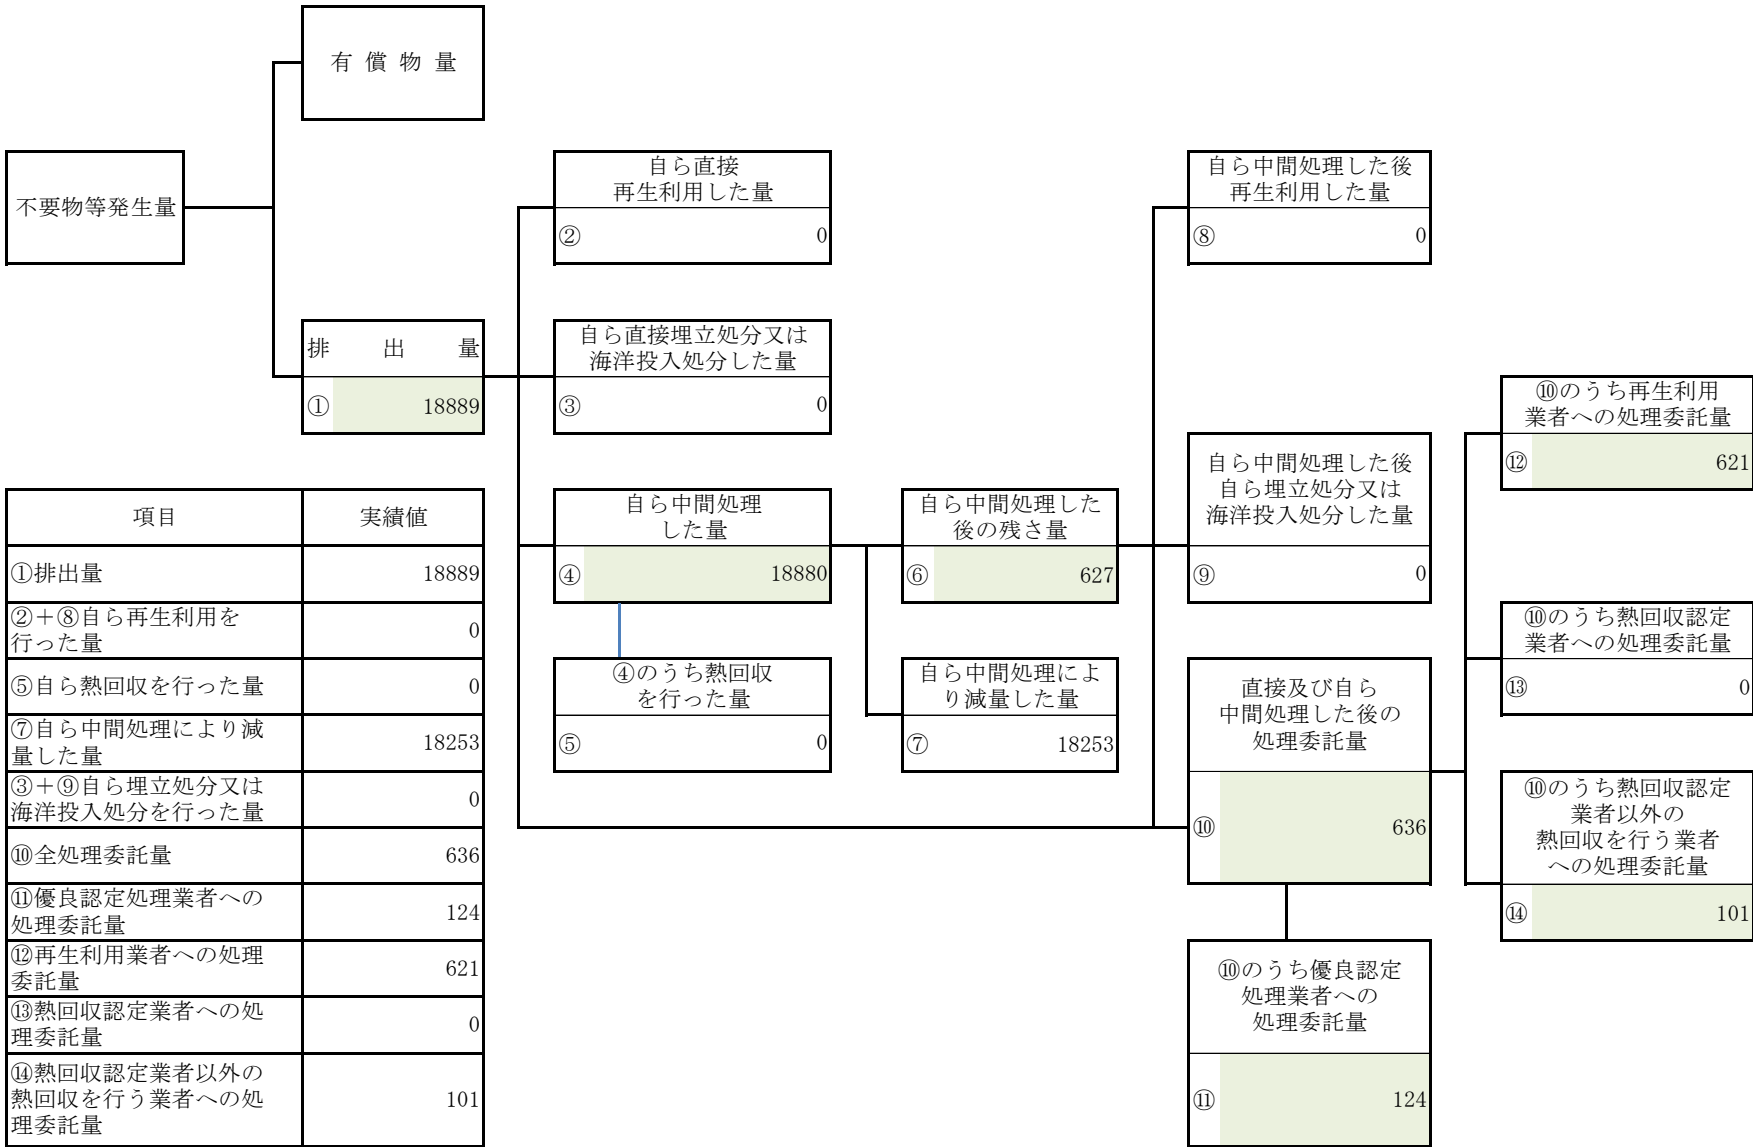 有償物量
不要物等発生量
排出量
① 18889
自ら直接
再生利用した量
② 0
自ら直接埋立処分又は
海洋投入処分した量
③ 0
自ら中間処理
した量
④ 18880
④のうち熱回収
を行った量
⑤ 0
自ら中間処理した
後の残さ量
⑥ 627
自ら中間処理によ
り減量した量
⑦ 18253
自ら中間処理した後
再生利用した量
⑧ 0
自ら中間処理した後
自ら埋立処分又は
海洋投入処分した量
⑨ 0
直接及び自ら
中間処理した後の
処理委託量
⑩ 636
⑩のうち優良認定
処理業者への
処理委託量
⑪ 124
⑩のうち再生利用
業者への処理委託量
⑫ 621
⑩のうち熱回収認定
業者への処理委託量
⑬ 0
⑩のうち熱回収認定
業者以外の
熱回収を行う業者
への処理委託量
⑭ 101
項目 実績値
①排出量 18889
②+⑧自ら再生利用を
行った量 0
⑤自ら熱回収を行った量 0
⑦自ら中間処理により減
量した量 18253
③+⑨自ら埋立処分又は
海洋投入処分を行った量 0
⑩全処理委託量 636
⑪優良認定処理業者への
処理委託量 124
⑫再生利用業者への処理
委託量 621
⑬熱回収認定業者への処
理委託量 0
⑭熱回収認定業者以外の
熱回収を行う業者への処
理委託量 101